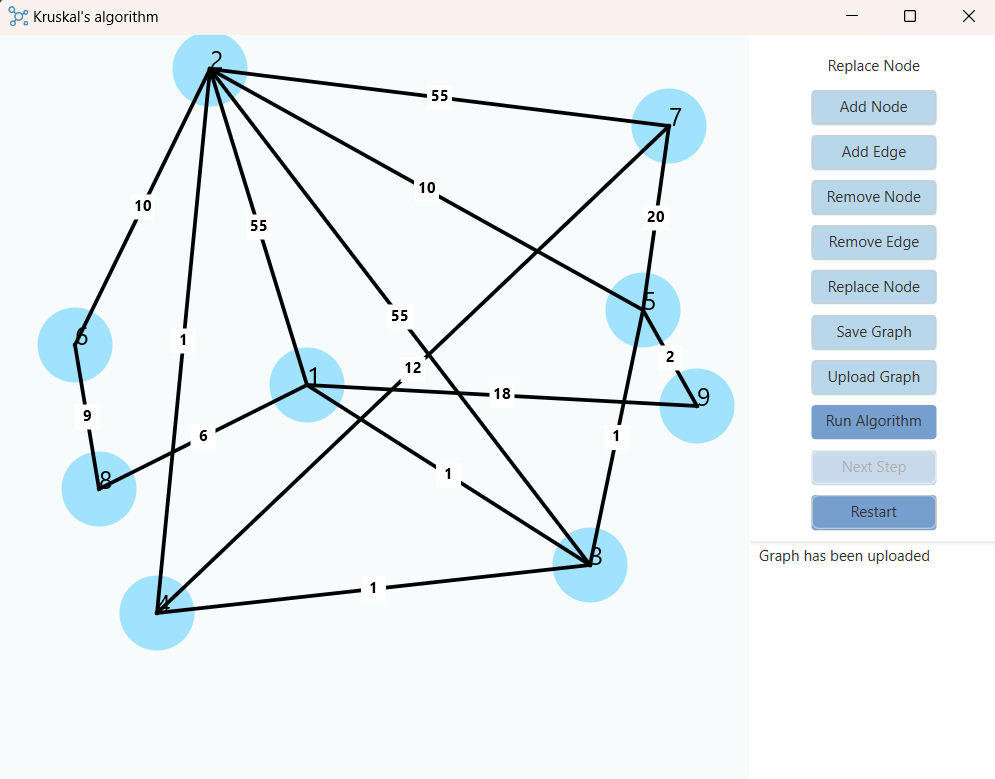 Kruskal's algorithm
2
55
7
10
10
20
55
5
55
6
1
2
12
1
18
9
9
6
1
1
8
3
4
1
Replace Node
Add Node
Add Edge
Remove Node
Remove Edge
Replace Node
Save Graph
Upload Graph
Run Algorithm
Next Step
Restart
Graph has been uploaded